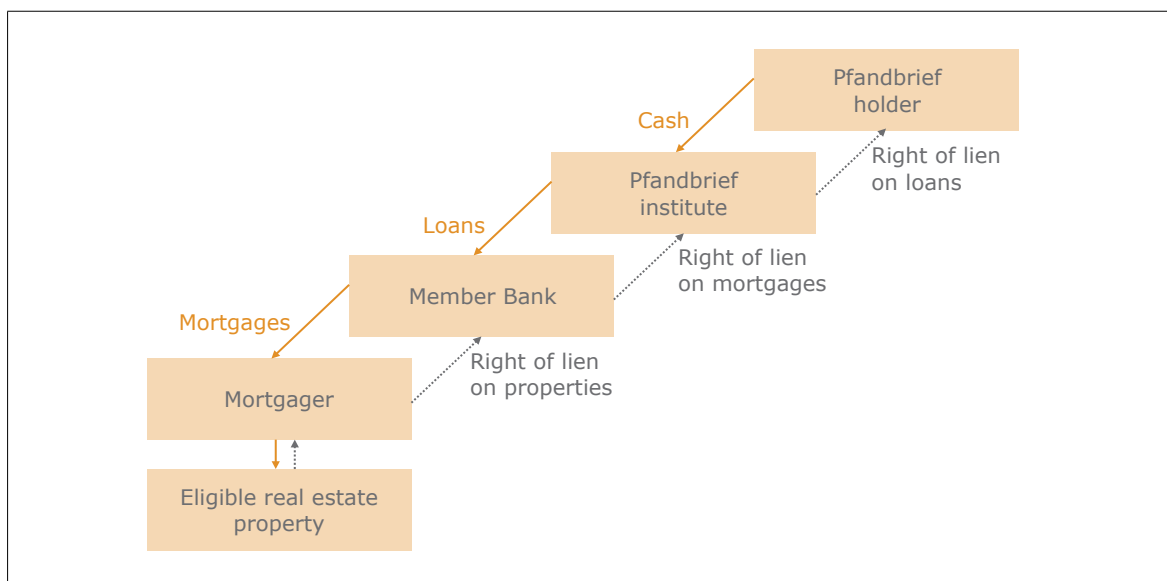 Pfandbrief
holder
Cash
Right of lien
on loans
Pfandbrief
institute
Loans
Right of lien
on mortgages
Member Bank
Mortgages
Right of lien
on properties
Mortgager
Eligible real estate
property